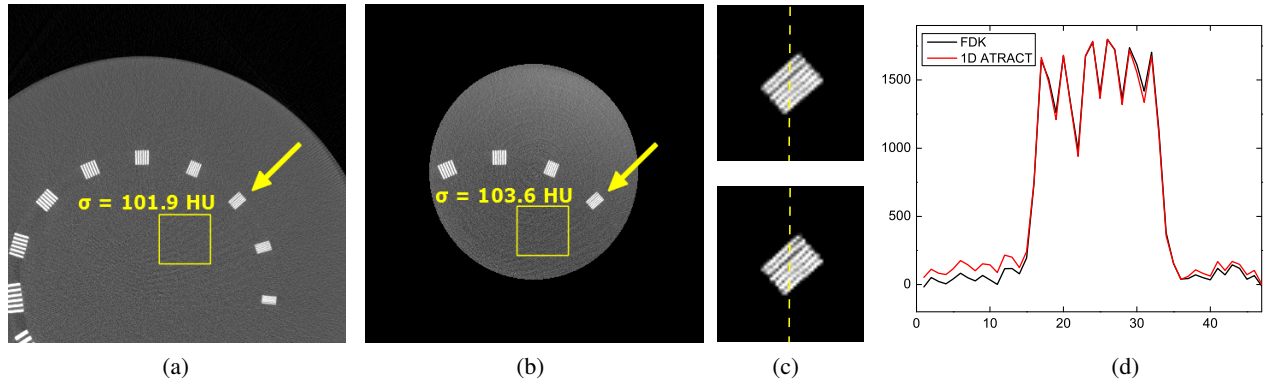 σ = 101.9 HU
(a)
σ = 103.6 HU
(b)
(c)
FDK
1D ATRACT
1500
1000
500
0
0 10 20 30 40
(d)